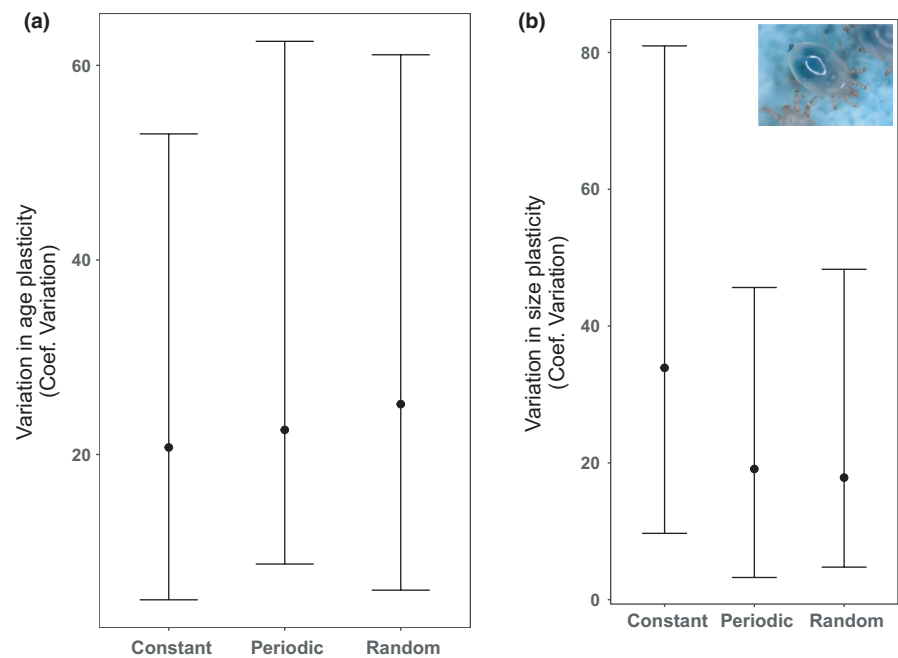 (a)
60
40
20
Variation in age plasticity
(Coef. Variation)
Constant Periodic Random
(b)
80
60
40
20
0
Variation in size plasticity
(Coef. Variation)
Constant Periodic Random